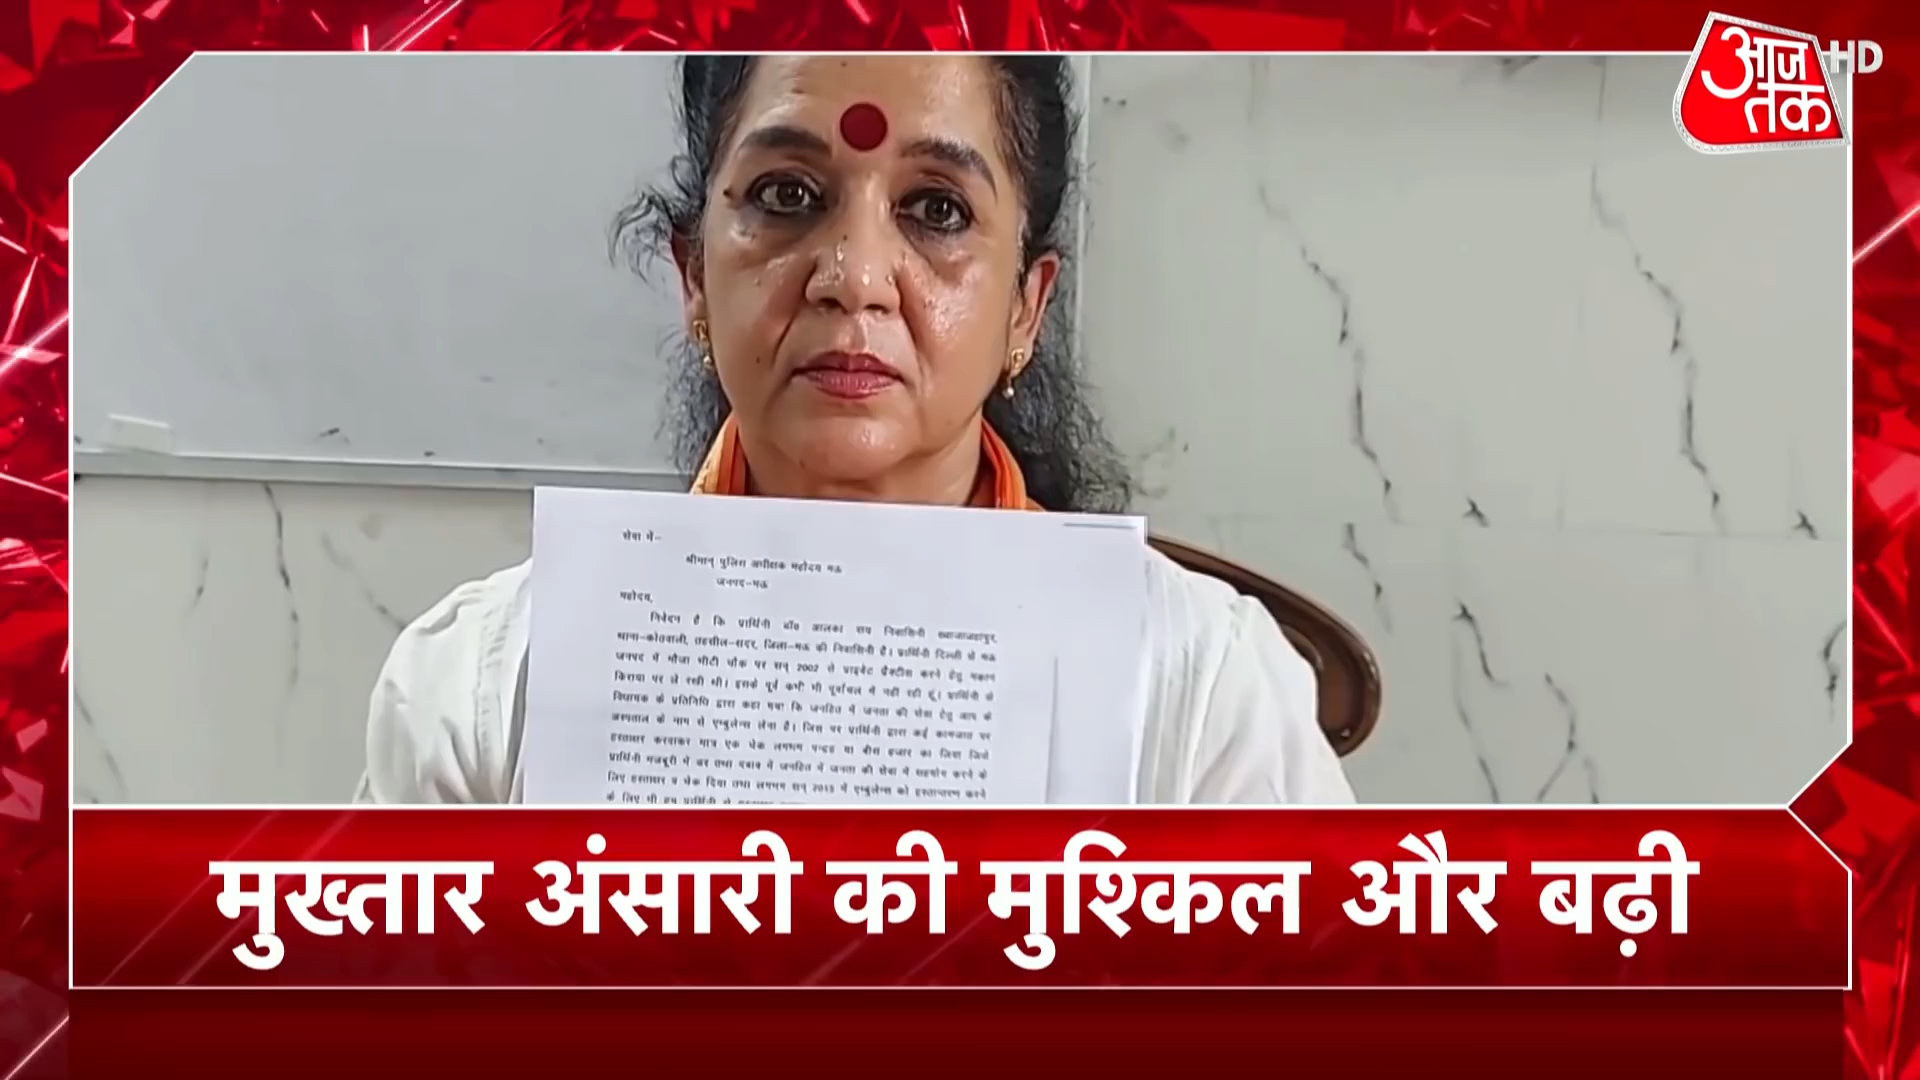 आज
तक
HD
सेवा में–
श्रीमान् पुलिस अधीक्षक महोदय मऊ
जनपद–मऊ
महोदय,
निवेदन है कि प्रार्थिनी डॉ० अलका राय निवासिनी
थाना–कोतवाली, तहसील–सदर, जिला–मऊ की निवासिनी है। प्रार्थिनी दिल्ली से मऊ
जनपद में मौजा भीटी चौक पर सन् 2002 से प्राइवेट प्रैक्टीस करने हेतु मकान
किराया पर ले रखी थी। इसके पूर्व कभी भी पूर्वांचल में नही रही हूं। प्रार्थिनी से
विधायक के प्रतिनिधि द्वारा कहा गया कि जनहित में जनता की सेवा हेतु आप के
अस्पताल के नाम से एम्बुलेन्स लेना है। जिस पर प्रार्थिनी द्वारा कई कागजात पर
हस्ताक्षर करवाकर मात्र एक चेक लगभग पन्द्रह या बीस हजार का लिया जिसे
प्रार्थिनी मजबूरी में डर तथा दबाव में जनहित में जनता की सेवा में सहयोग करने के
लिए हस्ताक्षर व चेक दिया तथा लगभग सन् 2013 में एम्बुलेन्स को हस्तान्तरण करने
के लिए भी
मुख्तार अंसारी की मुश्किल और बढ़ी